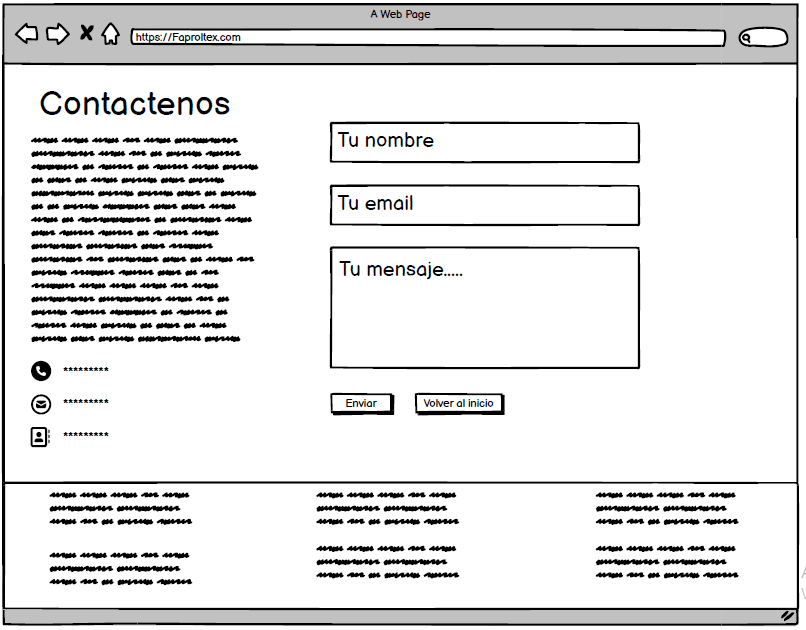 A Web Page
https://Faproltex.com
Contactenos
Tu nombre
Tu email
Tu mensaje.....
*********
*********
*********
Enviar
Volver al inicio